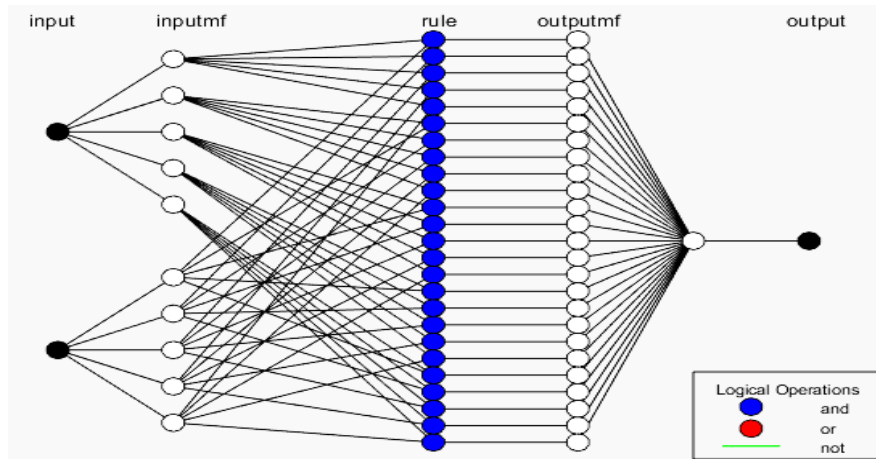 input inputmf rule outputmf output
Logical Operations
and
or
not